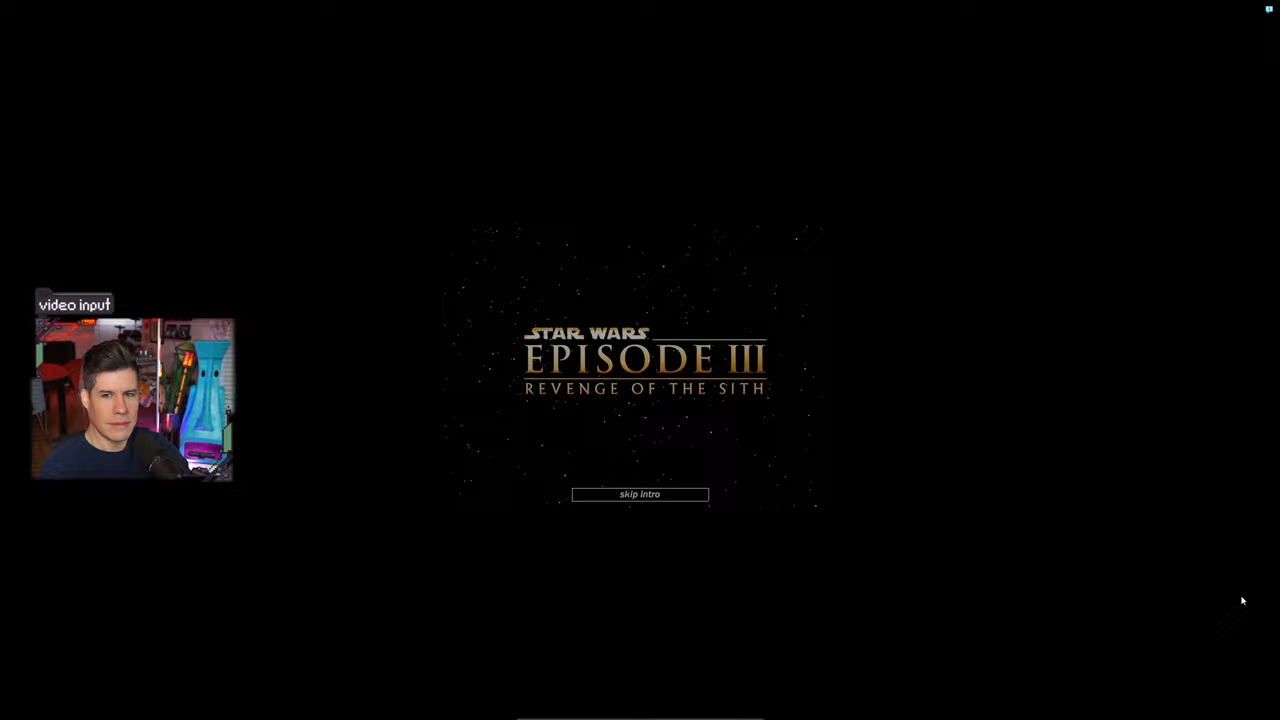 video input
STAR WARS
EPISODE III
REVENGE OF THE SITH
skip intro